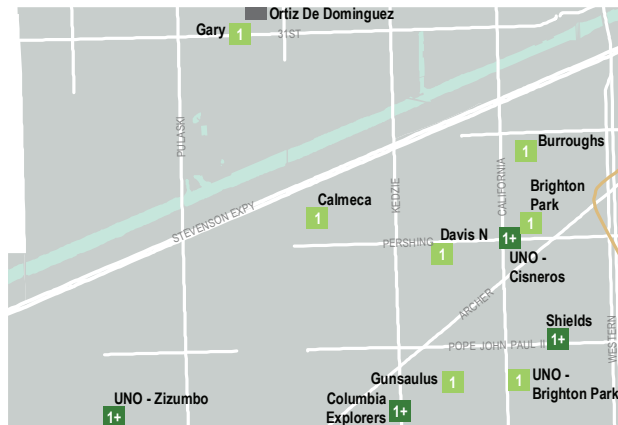 Ortiz De Dominguez
Gary
1
31ST
PULASKI
Burroughs
1
KEDZIE
CALIFORNIA
Brighton
Park
1
Calmeca
1
STEVENSON EXPY
Davis N
1
PERSHING
1+
UNO -
Cisneros
ARCHER
Shields
1+
POPE JOHN PAUL II
WESTERN
Gunsaulus
1
1
UNO -
Brighton Park
UNO - Zizumbo
1+
Columbia
Explorers
1+